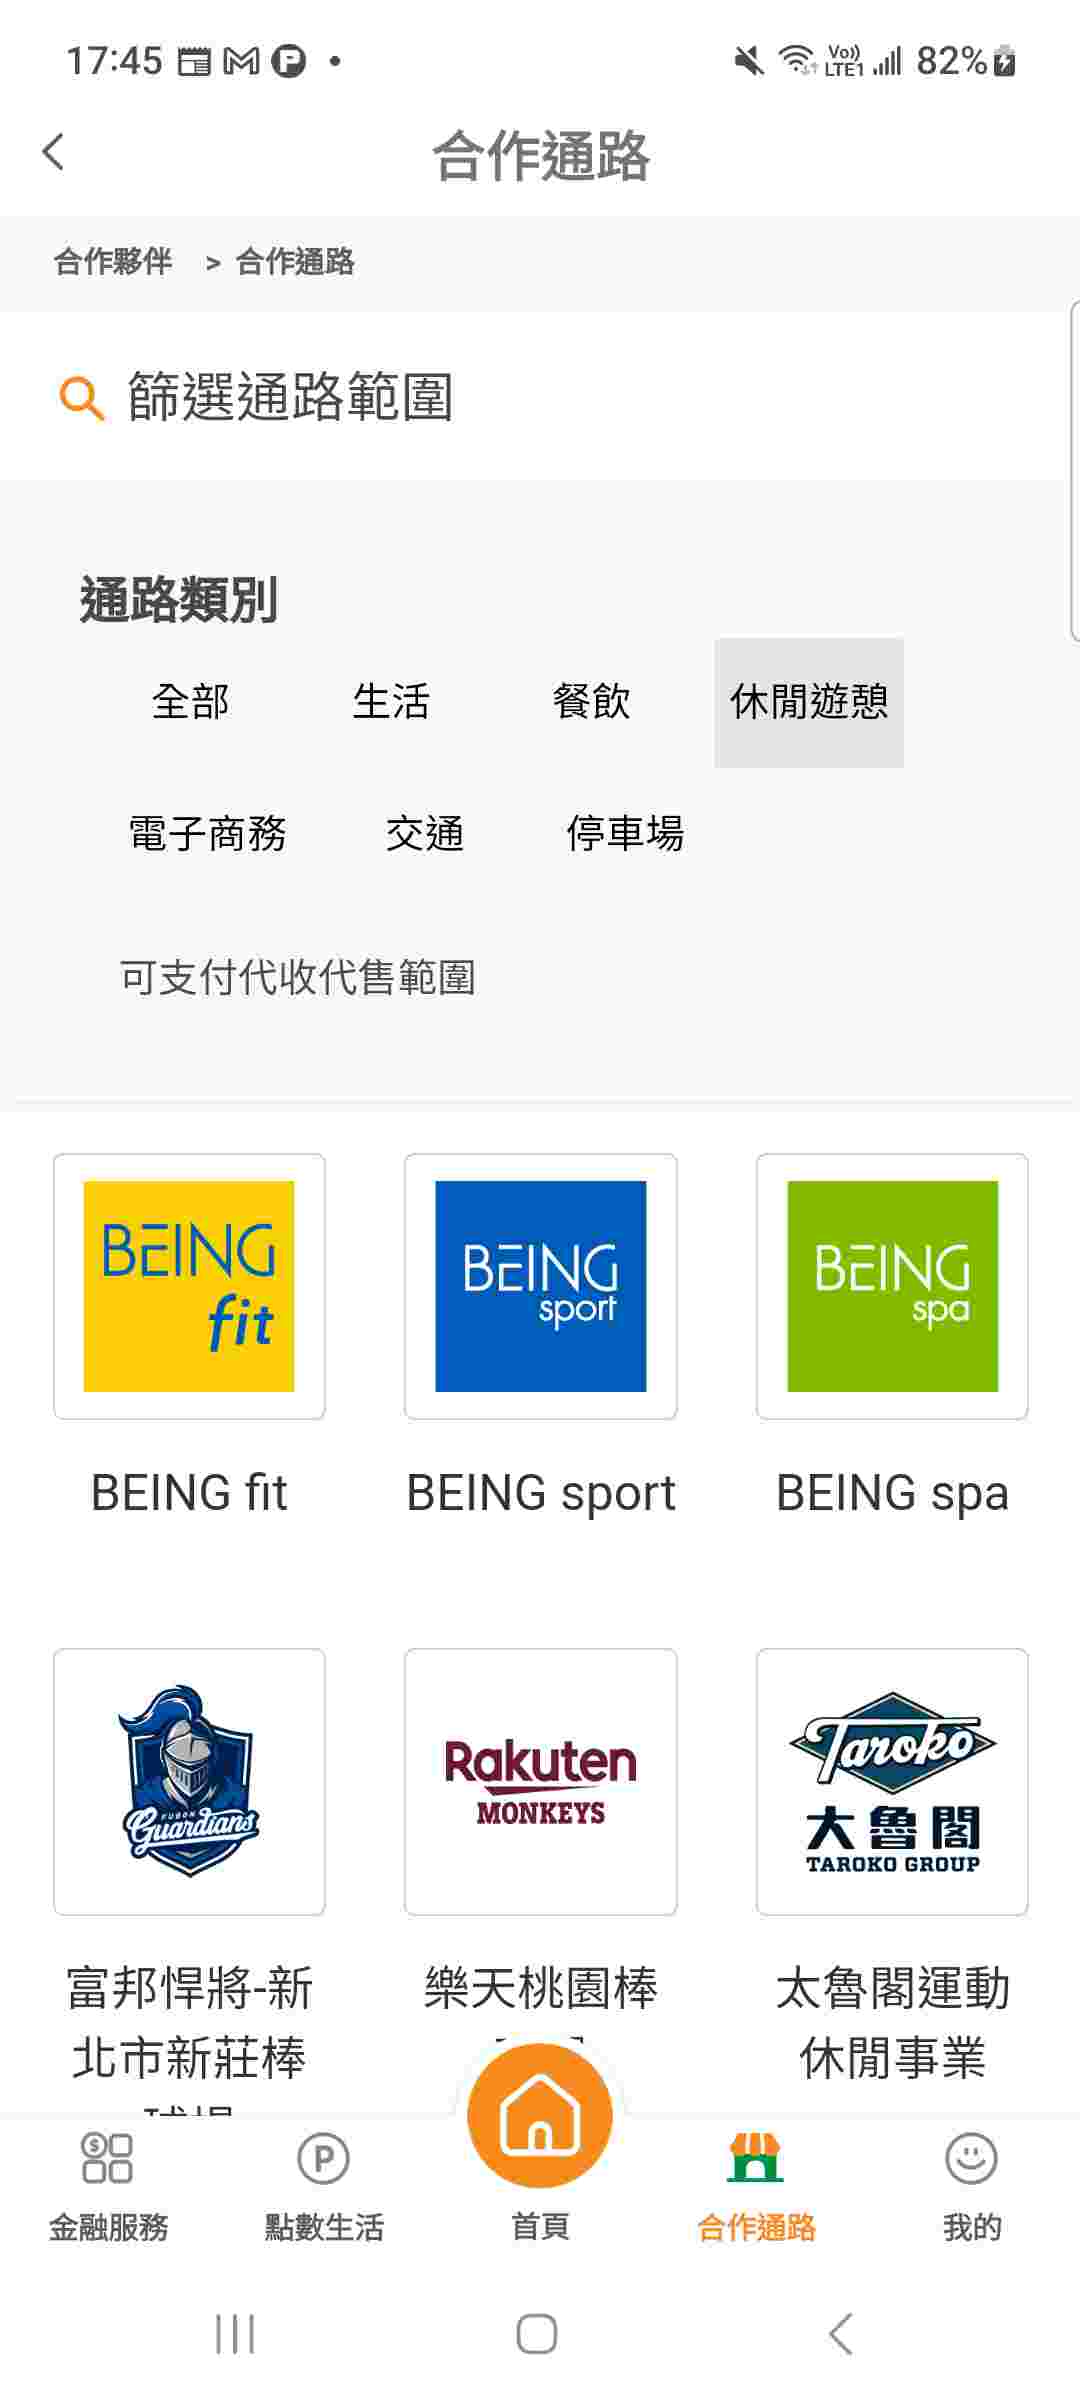 17:45
Vo))
LTE1
82%
合作通路
合作夥伴 > 合作通路
篩選通路範圍
通路類別
全部 生活 餐飲 休閒遊憩
電子商務 交通 停車場
可支付代收代售範圍
BEING
fit
BEING
sport
BEING
spa
BEING fit
BEING sport
BEING spa
FUBON
Guardians
Rakuten
MONKEYS
Taroko
大魯閣
TAROKO GROUP
富邦悍將-新
北市新莊棒
樂天桃園棒
太魯閣運動
休閒事業
金融服務
點數生活
首頁
合作通路
我的